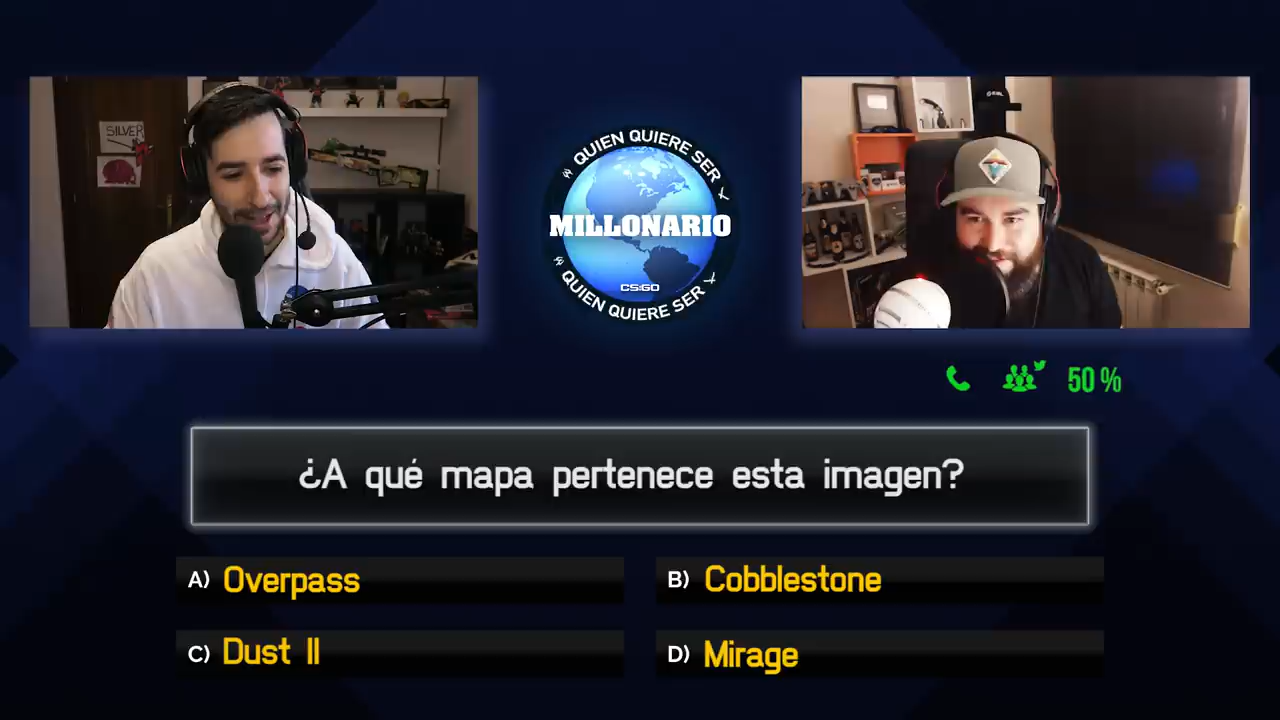 SILVER
QUIEN QUIERE SER
MILLONARIO
CS:GO
QUIEN QUIERE SER
50 %
¿A qué mapa pertenece esta imagen?
A) Overpass
B) Cobblestone
C) Dust II
D) Mirage